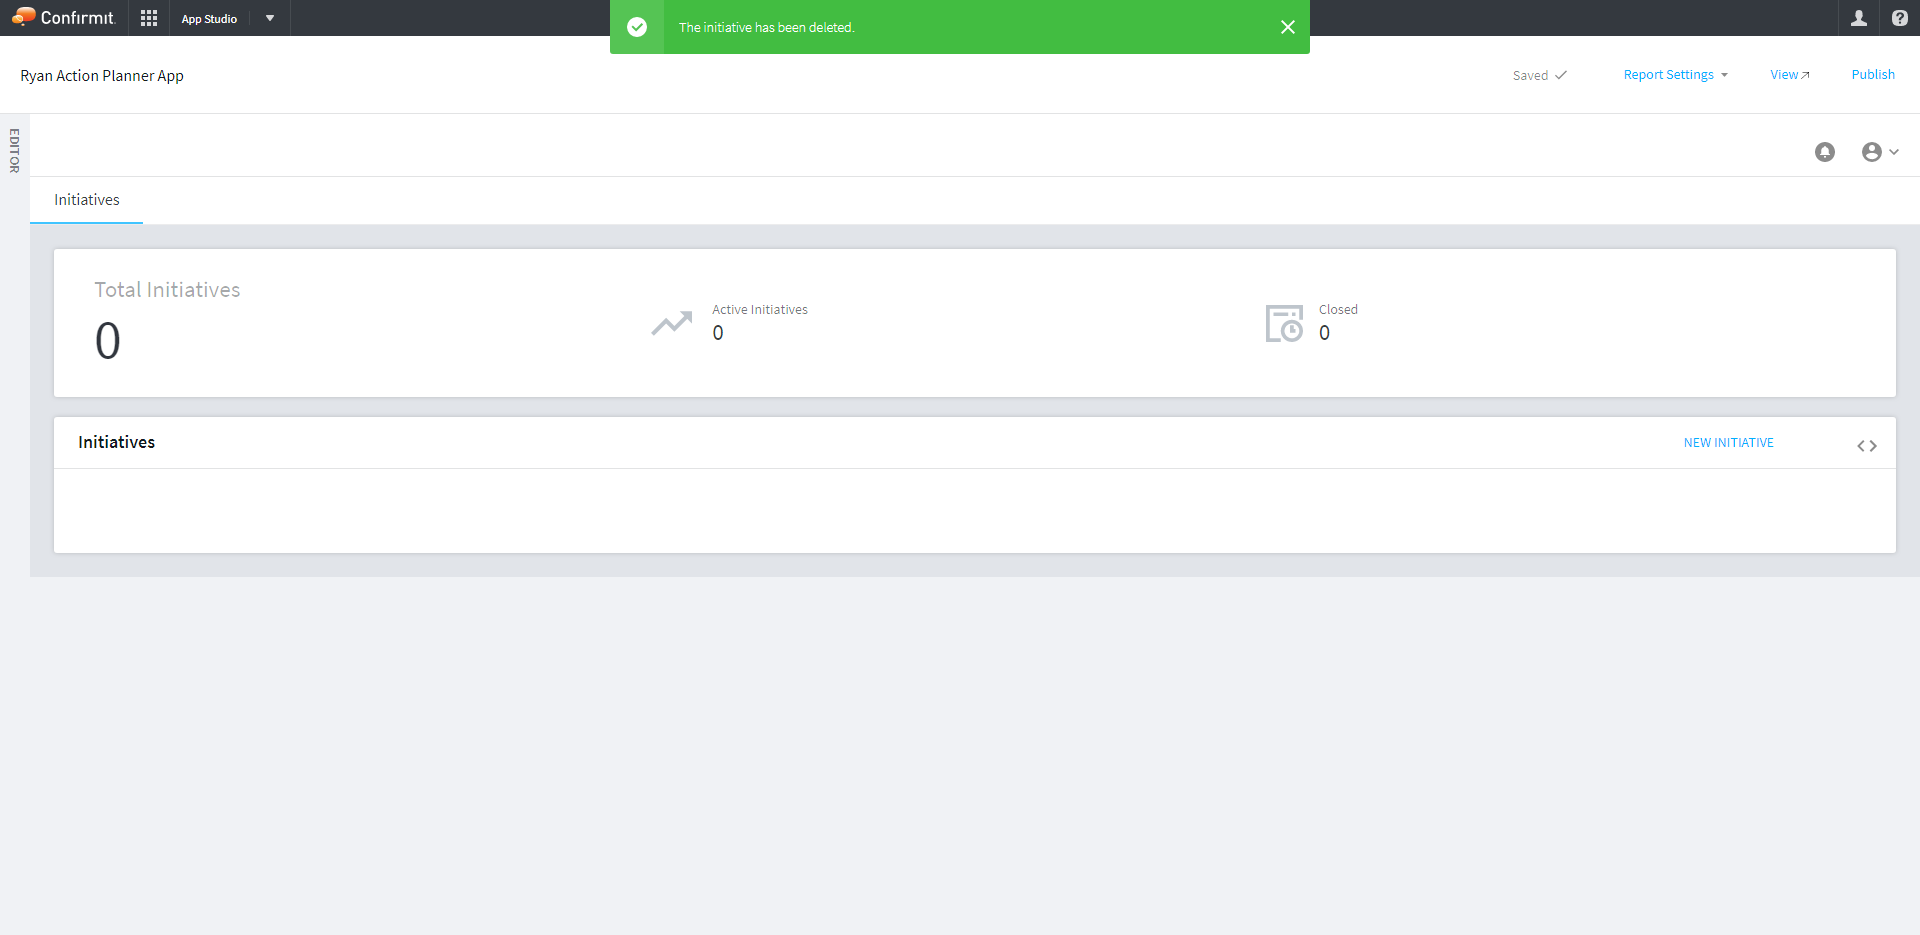 Confirmit
App Studio
The initiative has been deleted.
Ryan Action Planner App
Saved
Report Settings
View
Publish
EDITOR
Initiatives
Total Initiatives
0
Active Initiatives
0
Closed
0
Initiatives
NEW INITIATIVE